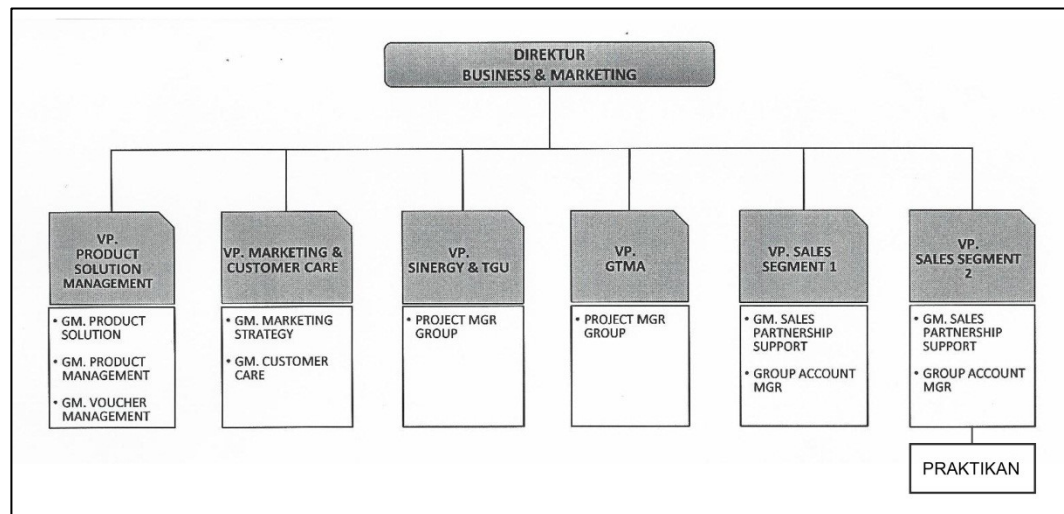 DIREKTUR
BUSINESS & MARKETING
VP.
PRODUCT
SOLUTION
MANAGEMENT
• GM. PRODUCT
SOLUTION
• GM. PRODUCT
MANAGEMENT
• GM. VOUCHER
MANAGEMENT
VP. MARKETING &
CUSTOMER CARE
• GM. MARKETING
STRATEGY
• GM. CUSTOMER
CARE
VP.
SINERGY & TGU
• PROJECT MGR
GROUP
VP.
GTMA
• PROJECT MGR
GROUP
VP. SALES
SEGMENT 1
• GM. SALES
PARTNERSHIP
SUPPORT
• GROUP ACCOUNT
MGR
VP.
SALES SEGMENT
2
• GM. SALES
PARTNERSHIP
SUPPORT
• GROUP ACCOUNT
MGR
PRAKTIKAN